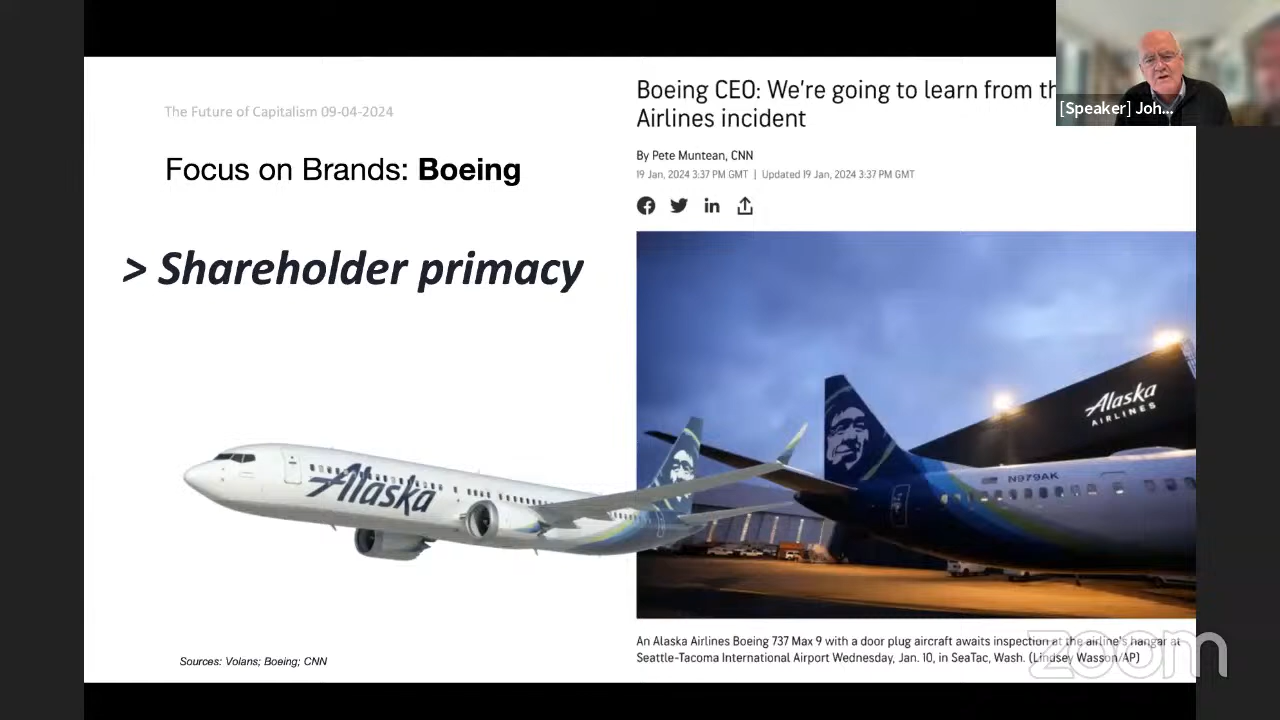 The Future of Capitalism 09-04-2024
Focus on Brands: Boeing
> Shareholder primacy
Alaska
Sources: Volans; Boeing; CNN
Boeing CEO: We're going to learn from
Airlines incident
By Pete Muntean, CNN
19 Jan, 2024 3:37 PM GMT | Updated 19 Jan, 2024 3:37 PM GMT
Alaska
AIRLINES
N979AK
An Alaska Airlines Boeing 737 Max 9 with a door plug aircraft awaits inspection at the airline's hangar at
Seattle-Tacoma International Airport Wednesday, Jan. 10, in SeaTac, Wash. (Lindsey Wasson/AP)
[Speaker] Joh...
zoom